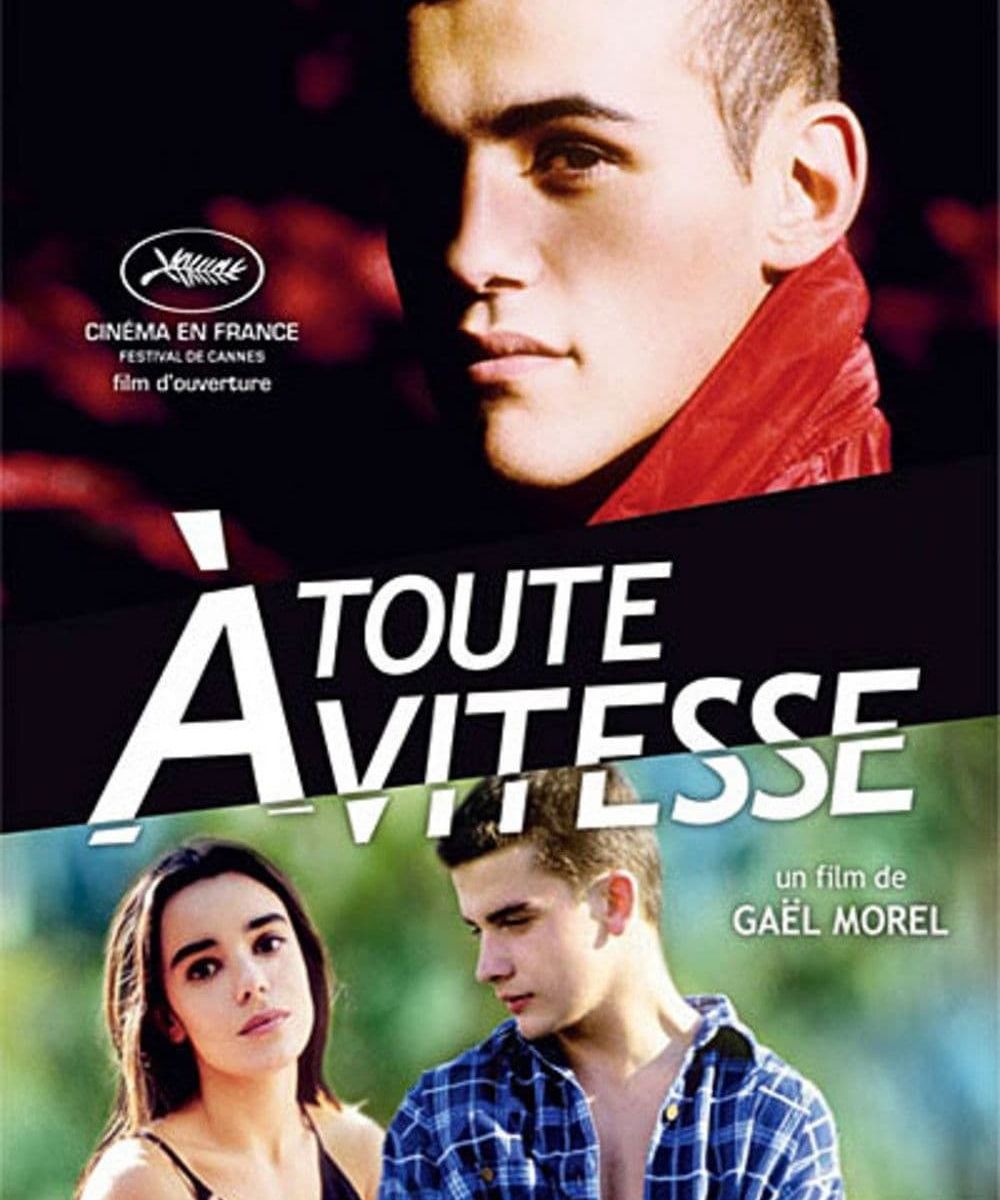 CINÉMA EN FRANCE
FESTIVAL DE CANNES
film d'ouverture
À TOUTE
VITESSE
un film de
GAËL MOREL